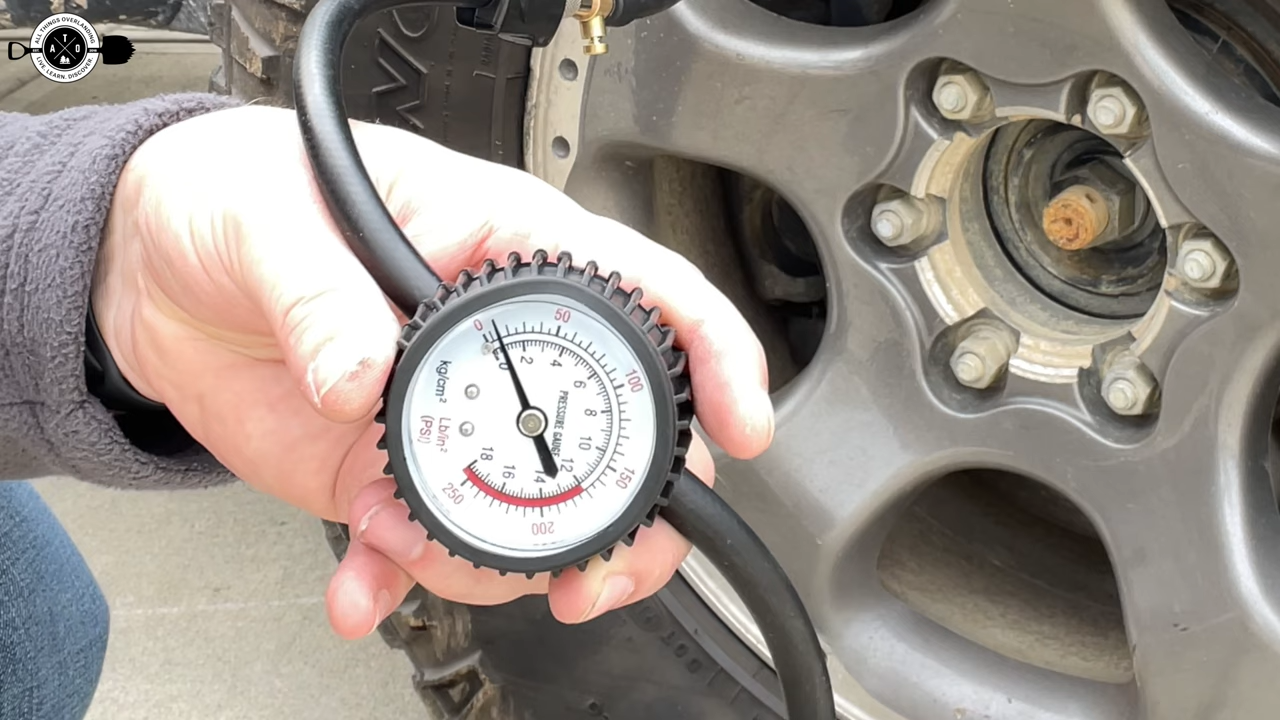 ALL THINGS OVERLANDING
A T O
LIVE. LEARN. DISCOVER.
0
50
100
150
200
250
0
2
4
6
8
10
12
14
16
18
PRESSURE GAUGE
kg/cm²
Lb/in²
(PSI)
DOT